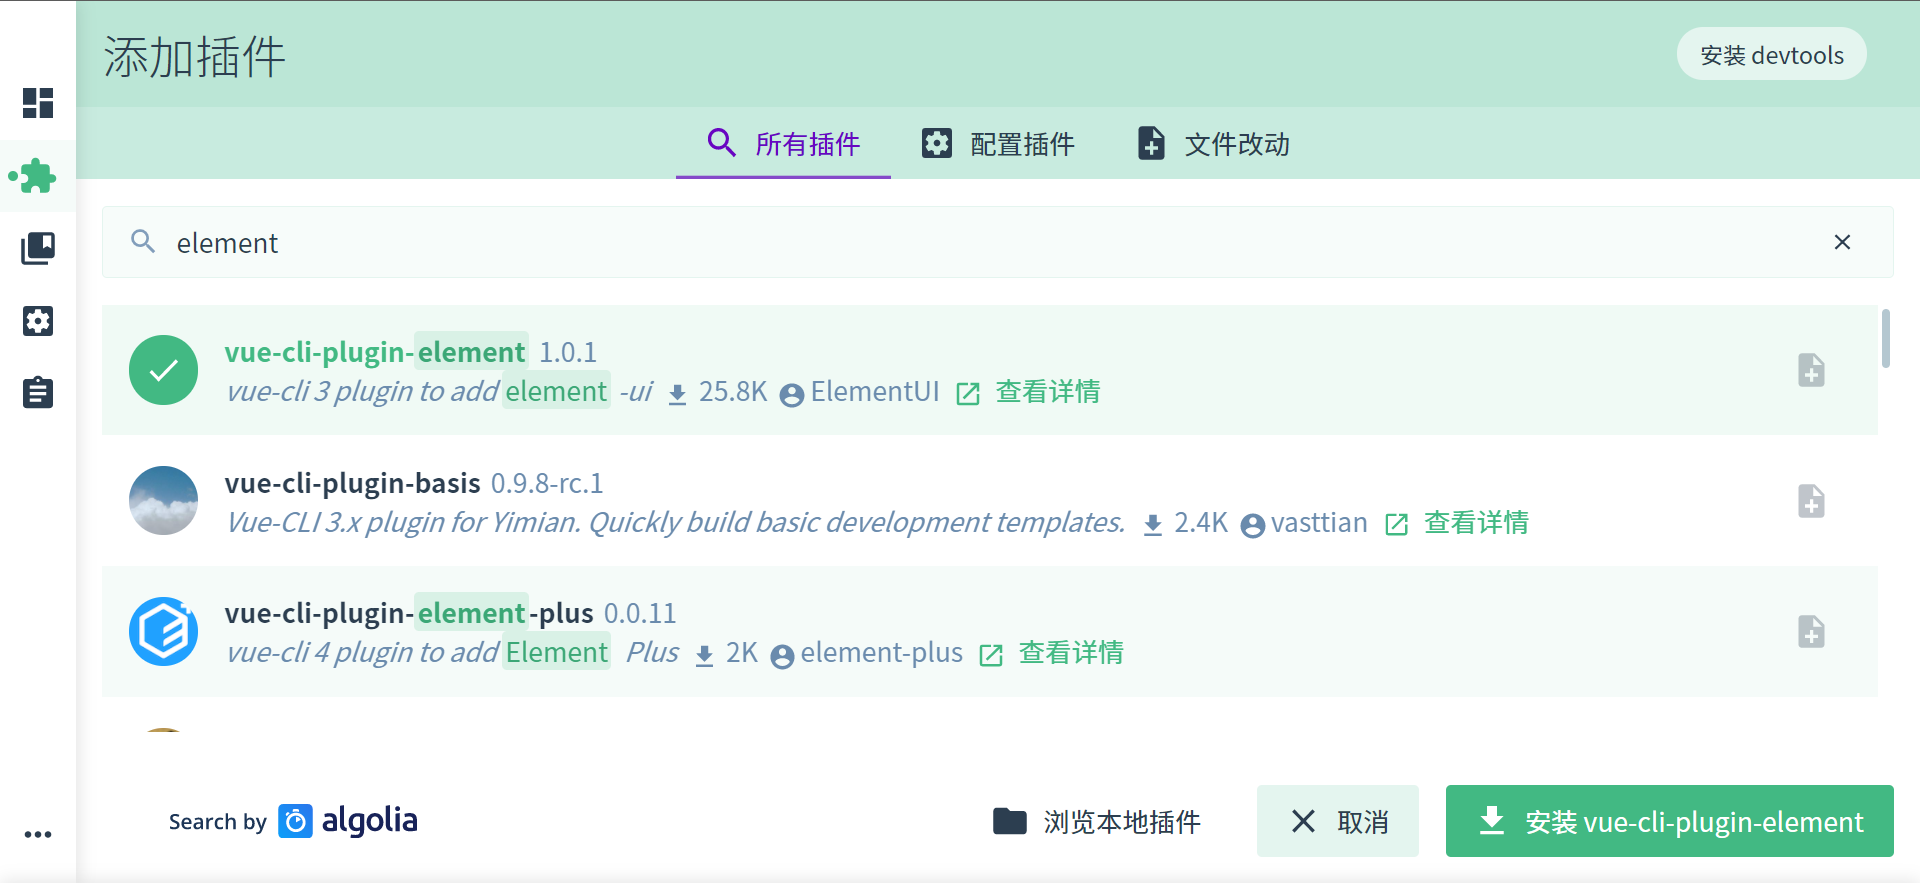 添加插件
安装 devtools
所有插件 配置插件 文件改动
element
vue-cli-plugin-element 1.0.1
vue-cli 3 plugin to add element -ui 25.8K ElementUI 查看详情
vue-cli-plugin-basis 0.9.8-rc.1
Vue-CLI 3.x plugin for Yimian. Quickly build basic development templates. 2.4K vasttian 查看详情
vue-cli-plugin-element-plus 0.0.11
vue-cli 4 plugin to add Element Plus 2K element-plus 查看详情
Search by algolia
浏览本地插件
取消
安装 vue-cli-plugin-element